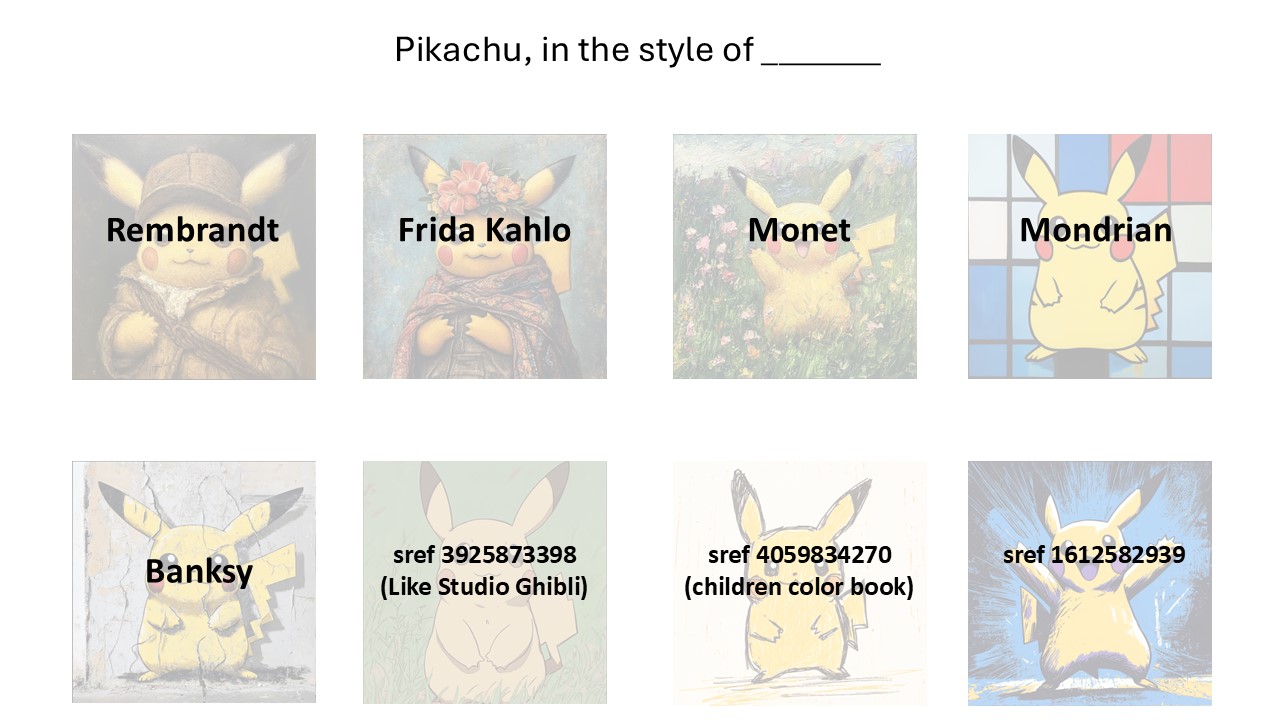 Pikachu, in the style of _______
Rembrandt
Frida Kahlo
Monet
Mondrian
Banksy
sref 3925873398
(Like Studio Ghibli)
sref 4059834270
(children color book)
sref 1612582939